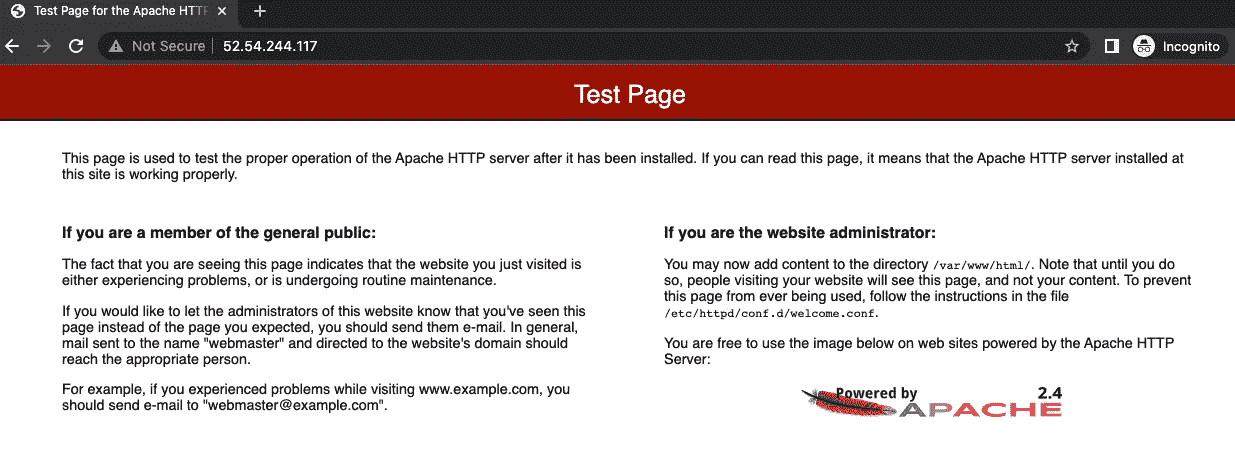 Test Page for the Apache HTTP
Not Secure
52.54.244.117
Incognito
Test Page
This page is used to test the proper operation of the Apache HTTP server after it has been installed. If you can read this page, it means that the Apache HTTP server installed at
this site is working properly.
If you are a member of the general public:
The fact that you are seeing this page indicates that the website you just visited is
either experiencing problems, or is undergoing routine maintenance.
If you would like to let the administrators of this website know that you've seen this
page instead of the page you expected, you should send them e-mail. In general,
mail sent to the name "webmaster" and directed to the website's domain should
reach the appropriate person.
For example, if you experienced problems while visiting www.example.com, you
should send e-mail to "webmaster@example.com".
If you are the website administrator:
You may now add content to the directory /var/www/html/. Note that until you do
so, people visiting your website will see this page, and not your content. To prevent
this page from ever being used, follow the instructions in the file
/etc/httpd/conf.d/welcome.conf.
You are free to use the image below on web sites powered by the Apache HTTP
Server:
Powered by 2.4
APACHE